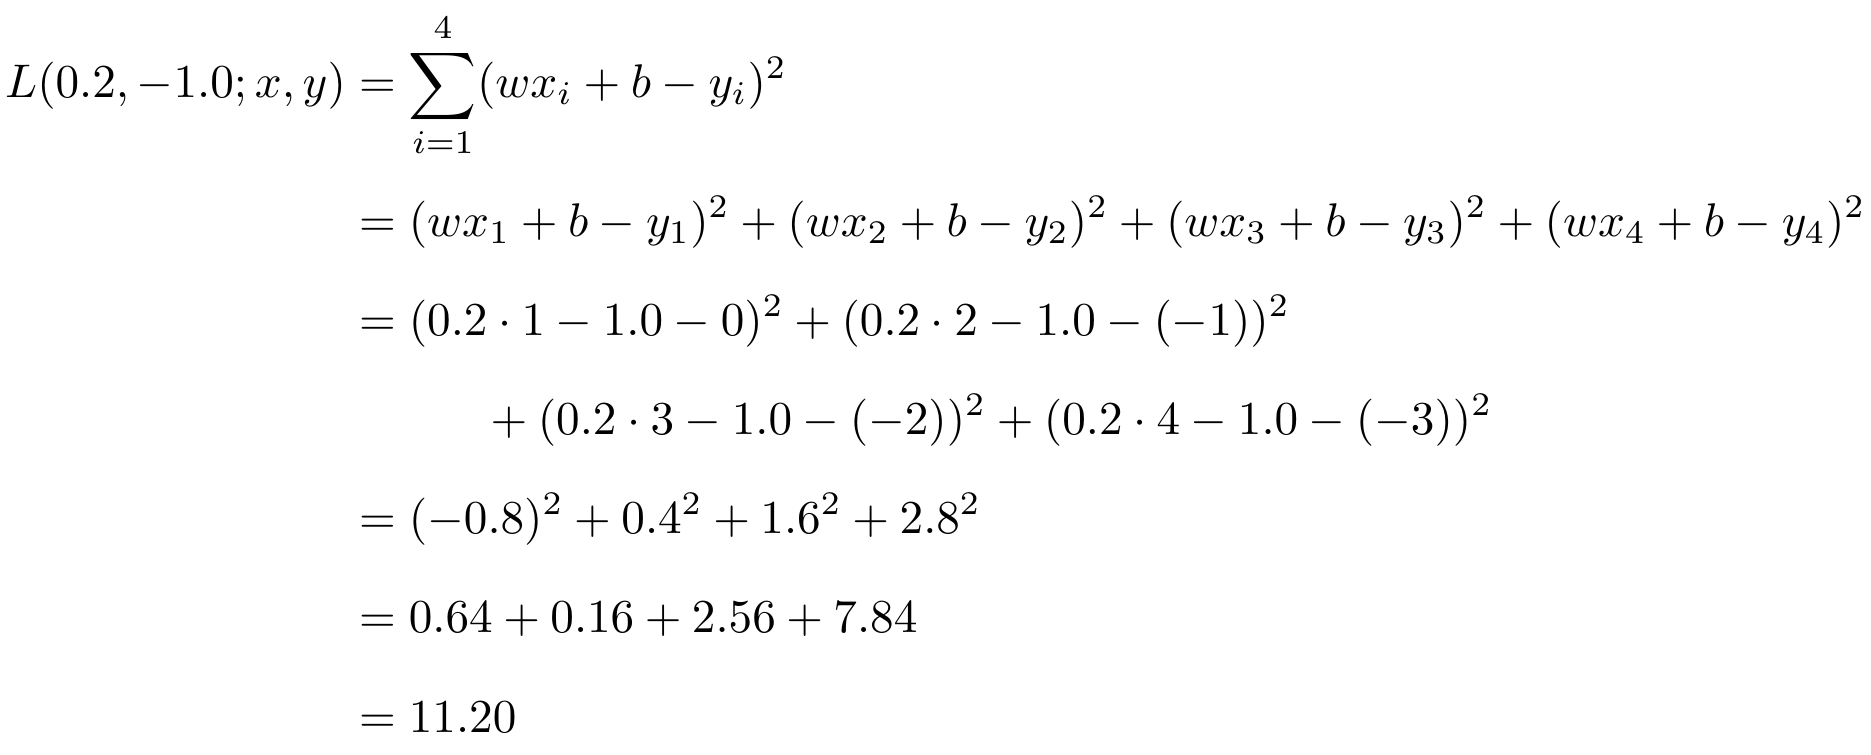 L(0.2, −1.0; x, y) = \sum_{i=1}^{4} (wx_i + b − y_i)^2
= (wx_1 + b − y_1)^2 + (wx_2 + b − y_2)^2 + (wx_3 + b − y_3)^2 + (wx_4 + b − y_4)^2
= (0.2 · 1 − 1.0 − 0)^2 + (0.2 · 2 − 1.0 − (−1))^2
+ (0.2 · 3 − 1.0 − (−2))^2 + (0.2 · 4 − 1.0 − (−3))^2
= (−0.8)^2 + 0.4^2 + 1.6^2 + 2.8^2
= 0.64 + 0.16 + 2.56 + 7.84
= 11.20